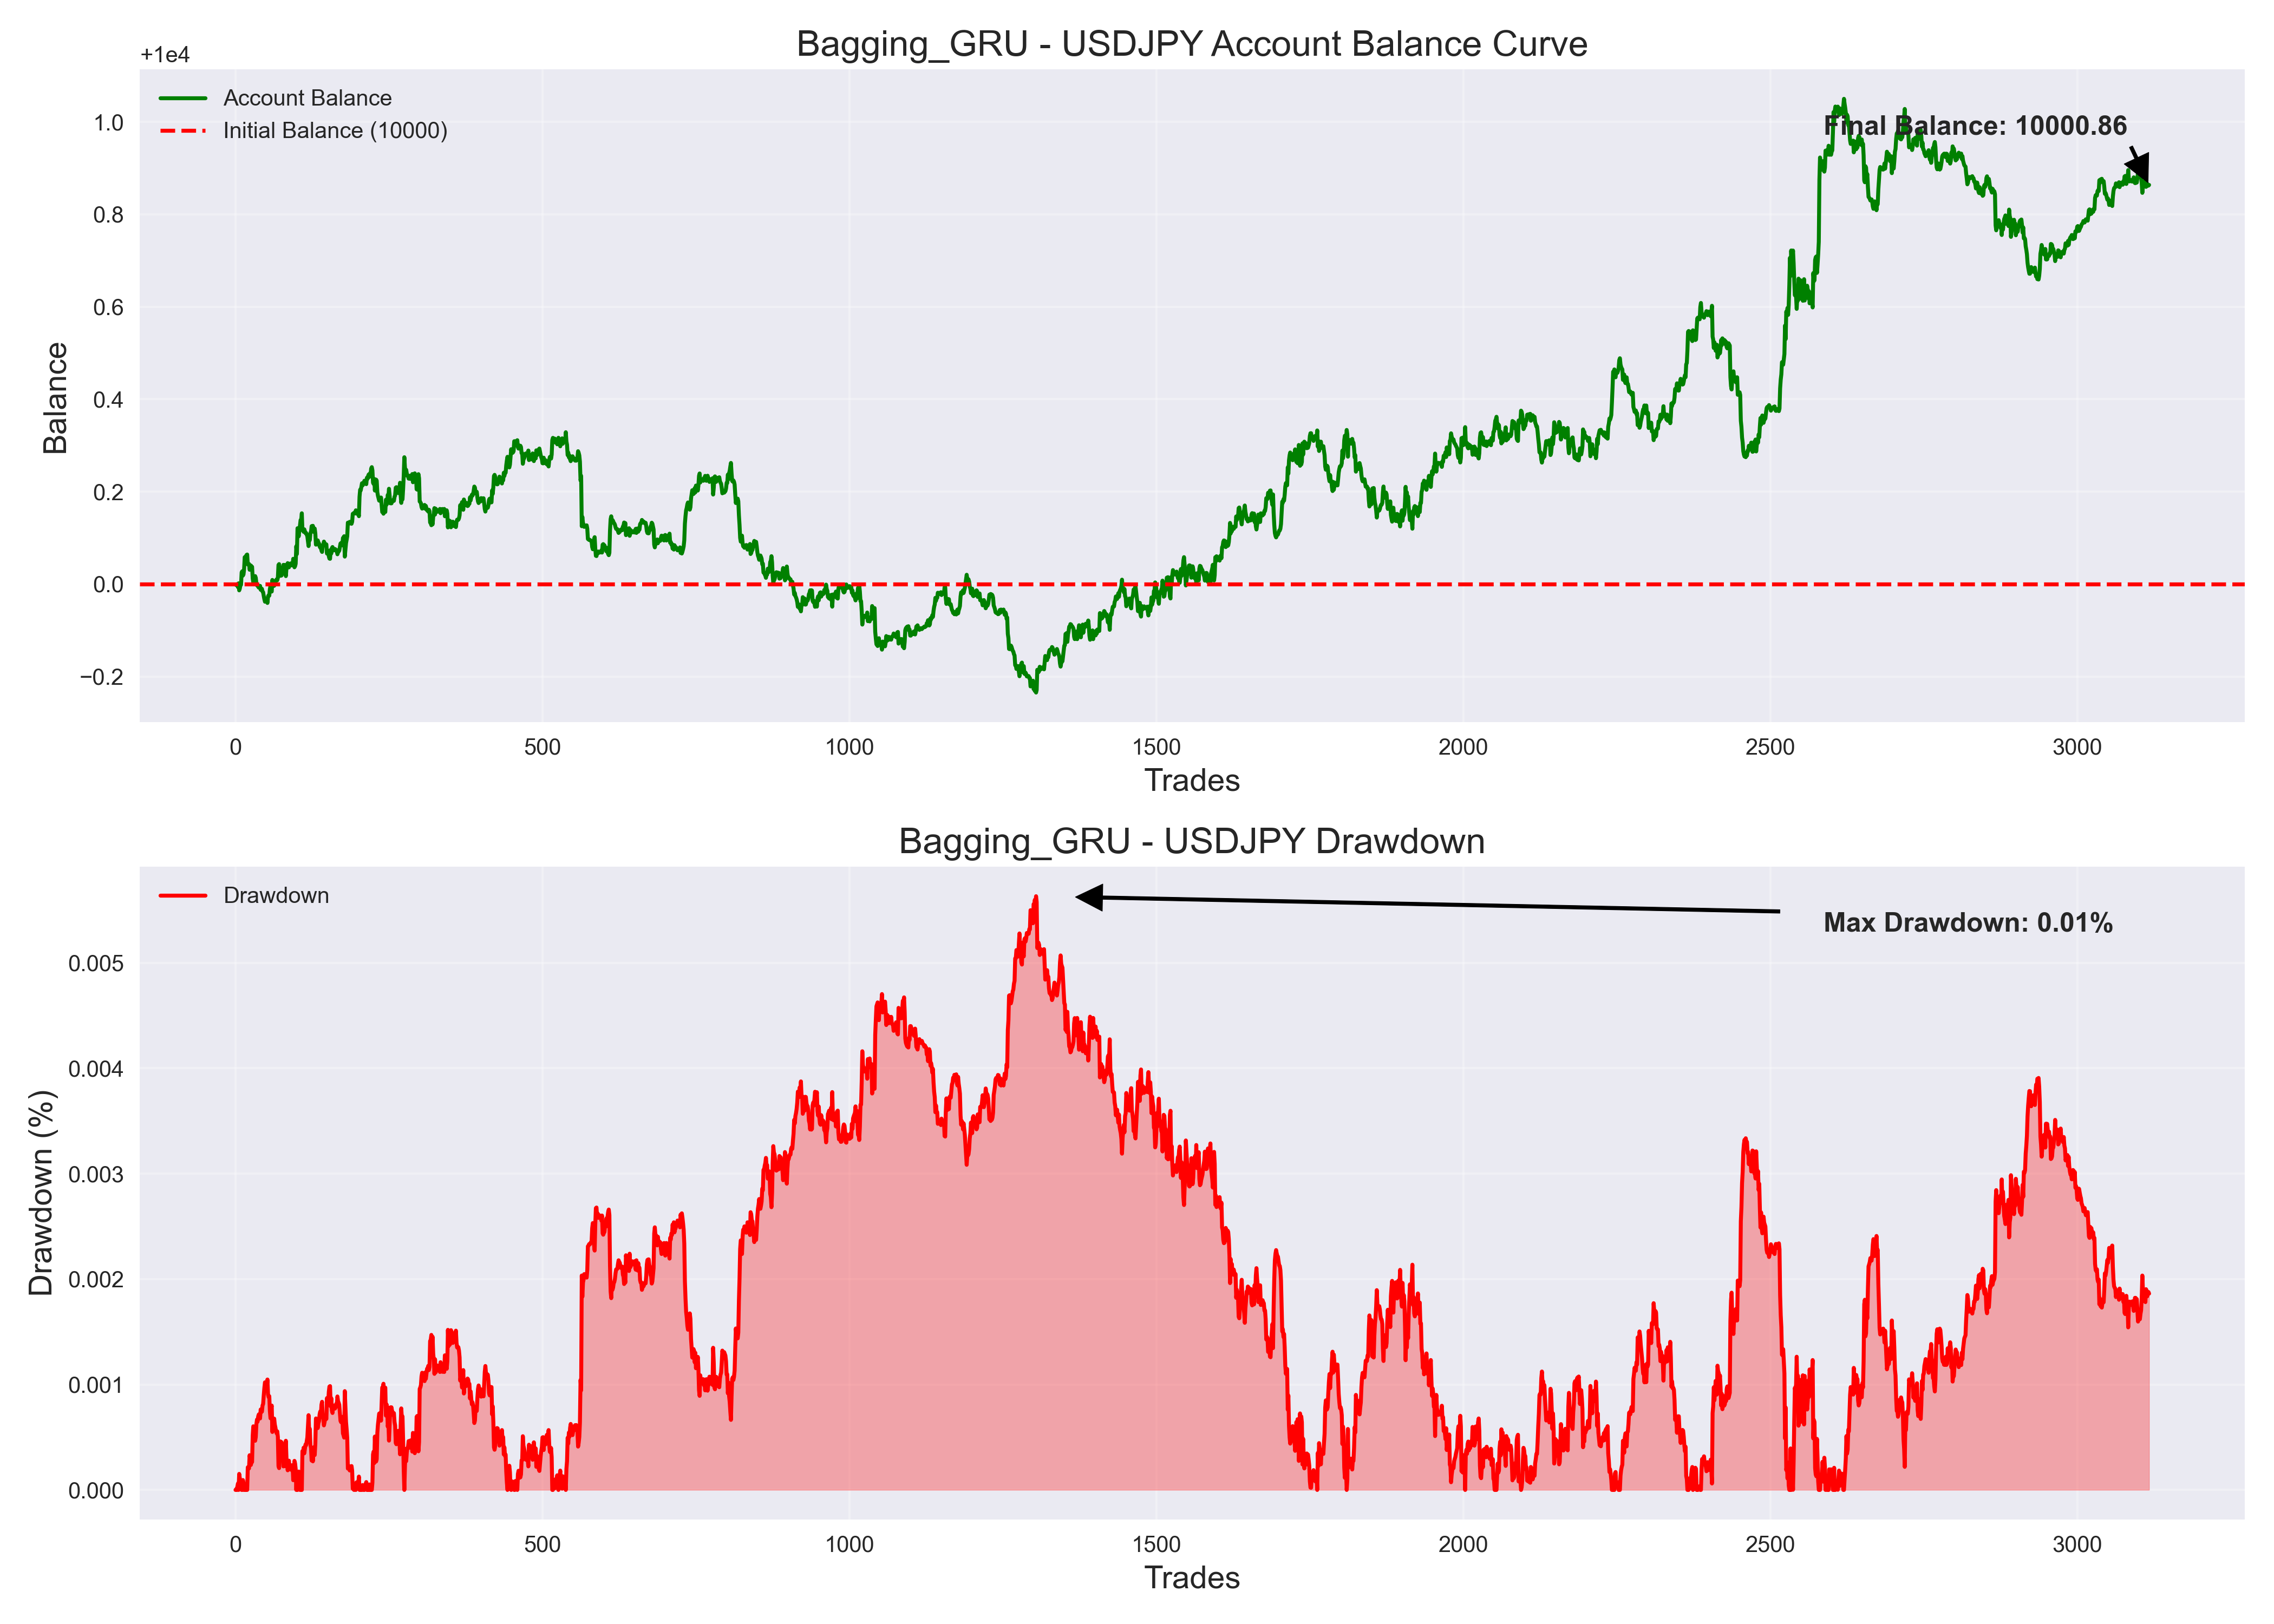 Bagging_GRU - USDJPY Account Balance Curve
+1e4
Account Balance
Initial Balance (10000)
Final Balance: 10000.86
1.0
0.8
0.6
0.4
0.2
0.0
−0.2
Balance
0 500 1000 1500 2000 2500 3000
Trades
Bagging_GRU - USDJPY Drawdown
Drawdown
Max Drawdown: 0.01%
0.005
0.004
0.003
0.002
0.001
0.000
Drawdown (%)
0 500 1000 1500 2000 2500 3000
Trades